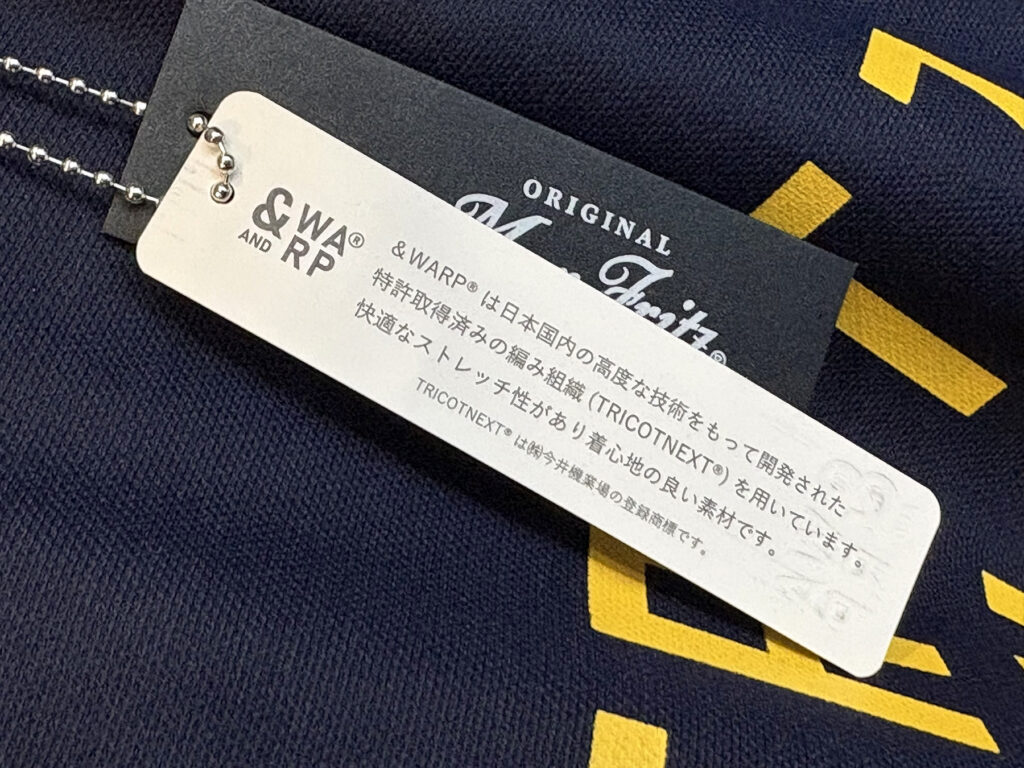 ORIGINAL
Fritz®
&WA®
AND RP
&WARP® は日本国内の高度な技術をもって開発された
特許取得済みの編み組織 (TRICOTNEXT®) を用いています。
快適なストレッチ性があり着心地の良い素材です。
TRICOTNEXT® は㈱今井機業場の登録商標です。